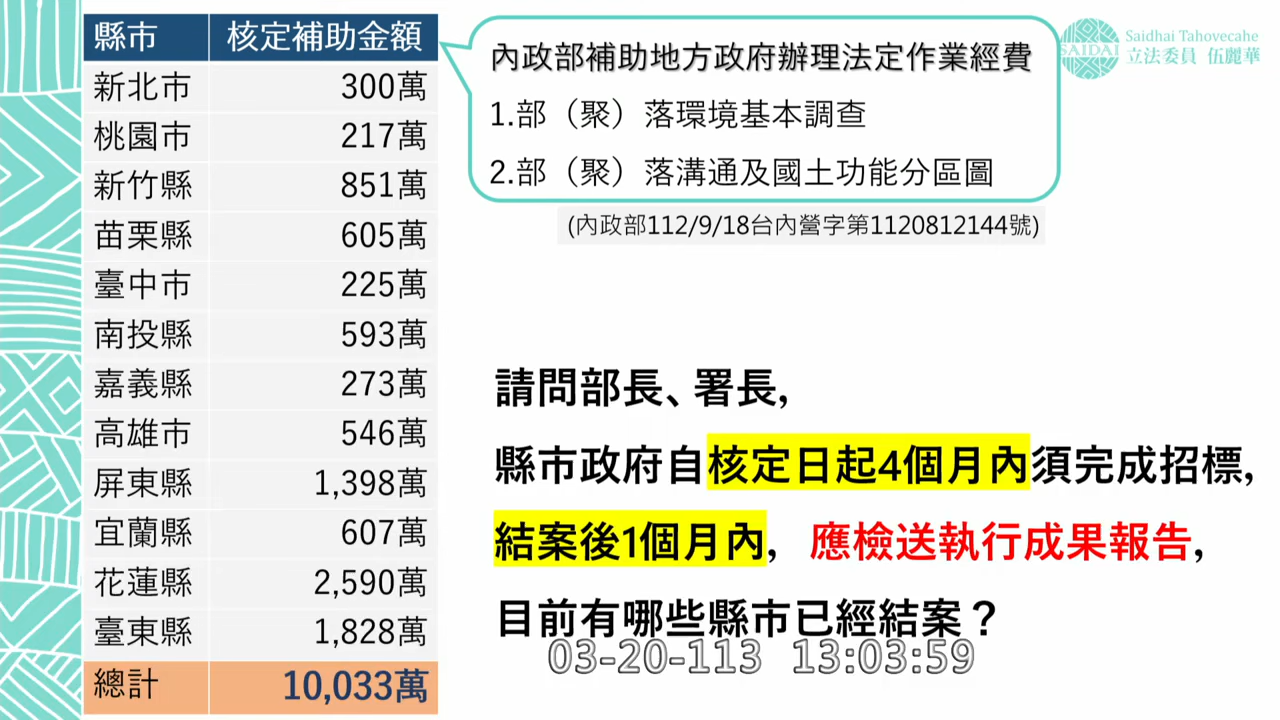 縣市 核定補助金額
新北市 300萬
桃園市 217萬
新竹縣 851萬
苗栗縣 605萬
臺中市 225萬
南投縣 593萬
嘉義縣 273萬
高雄市 546萬
屏東縣 1,398萬
宜蘭縣 607萬
花蓮縣 2,590萬
臺東縣 1,828萬
總計 10,033萬
內政部補助地方政府辦理法定作業經費
1.部（聚）落環境基本調查
2.部（聚）落溝通及國土功能分區圖
(內政部112/9/18台內營字第1120812144號)
SAIDAI
Saidhai Tahovecahe
立法委員 伍麗華
請問部長、署長,
縣市政府自核定日起4個月內須完成招標,
結案後1個月內, 應檢送執行成果報告,
目前有哪些縣市已經結案？
03-20-113 13:03:59